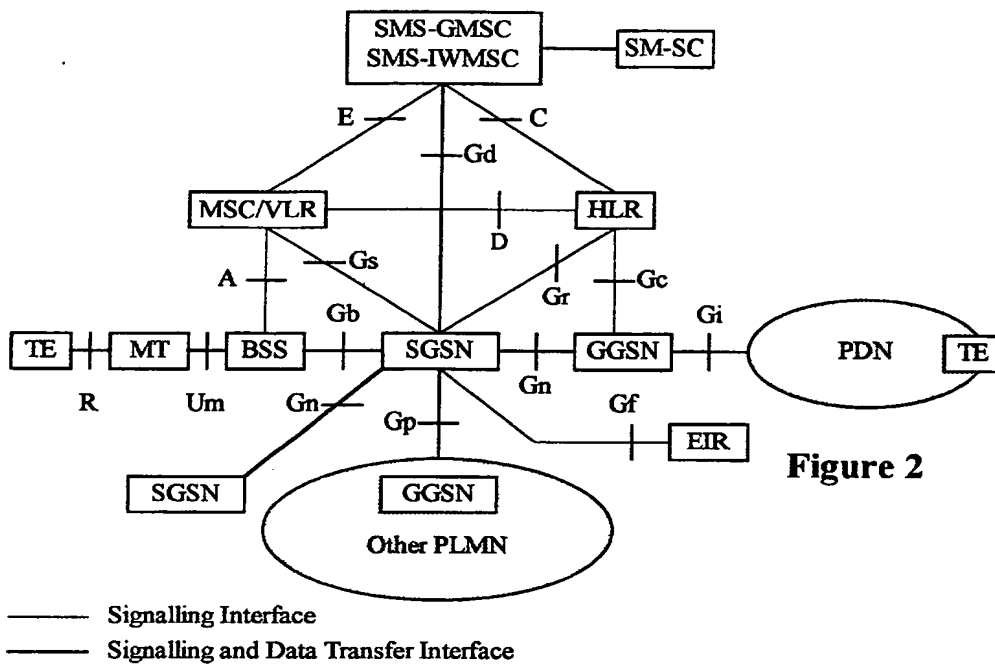 SMS-GMSC
SMS-IWMSC
SM-SC
E
C
Gd
MSC/VLR
HLR
D
A
Gs
Gr
Gc
Gb
Gi
TE
MT
BSS
SGSN
GGSN
PDN
TE
R
Um
Gn
Gn
Gp
Gf
EIR
Figure 2
SGSN
GGSN
Other PLMN
Signalling Interface
Signalling and Data Transfer Interface